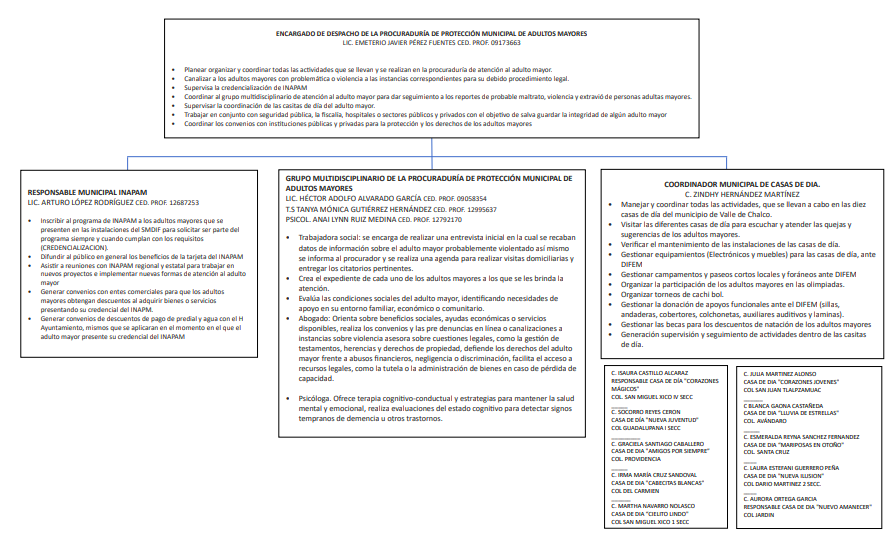 ENCARGADO DE DESPACHO DE LA PROCURADURÍA DE PROTECCIÓN MUNICIPAL DE ADULTOS MAYORES
LIC. EMETERIO JAVIER PÉREZ FUENTES CED. PROF. 09173663
• Planear organizar y coordinar todas las actividades que se llevan y se realizan en la procuraduría de atención al adulto mayor.
• Canalizar a los adultos mayores con problemática o violencia a las instancias correspondientes para su debido procedimiento legal.
• Supervisa la credencialización de INAPAM
• Coordinar al grupo multidisciplinario de atención al adulto mayor para dar seguimiento a los reportes de probable maltrato, violencia y extravió de personas adultas mayores.
• Supervisar la coordinación de las casitas de día del adulto mayor.
• Trabajar en conjunto con seguridad pública, la fiscalía, hospitales o sectores públicos y privados con el objetivo de salva guardar la integridad de algún adulto mayor
• Coordinar los convenios con instituciones públicas y privadas para la protección y los derechos de los adultos mayores
RESPONSABLE MUNICIPAL INAPAM
LIC. ARTURO LÓPEZ RODRÍGUEZ CED. PROF. 12687253
• Inscribir al programa de INAPAM a los adultos mayores que se
presenten en las instalaciones del SMDIF para solicitar ser parte del
programa siempre y cuando cumplan con los requisitos
(CREDENCIALIZACION).
• Difundir al público en general los beneficios de la tarjeta del INAPAM
• Asistir a reuniones con INAPAM regional y estatal para trabajar en
nuevos proyectos e implementar nuevas formas de atención al adulto
mayor
• Generar convenios con entes comerciales para que los adultos
mayores obtengan descuentos al adquirir bienes o servicios
presentando su credencial del INAPAM.
• Generar convenios de descuentos de pago de predial y agua con el H
Ayuntamiento, mismos que se aplicaran en el momento en el que el
adulto mayor presente su credencial del INAPAM
GRUPO MULTIDISCIPLINARIO DE LA PROCURADURÍA DE PROTECCIÓN MUNICIPAL DE
ADULTOS MAYORES
LIC. HÉCTOR ADOLFO ALVARADO GARCÍA CED. PROF. 09058354
T.S TANYA MÓNICA GUTIÉRREZ HERNÁNDEZ CED. PROF. 12995637
PSICOL. ANAI LYNN RUIZ MEDINA CED. PROF. 12792170
• Trabajadora social: se encarga de realizar una entrevista inicial en la cual se recaban
datos de información sobre el adulto mayor probablemente violentado así mismo
se informa al procurador y se realiza una agenda para realizar visitas domiciliarias y
entregar los citatorios pertinentes.
• Crea el expediente de cada uno de los adultos mayores a los que se les brinda la
atención.
• Evalúa las condiciones sociales del adulto mayor, identificando necesidades de
apoyo en su entorno familiar, económico o comunitario.
• Abogado: Orienta sobre beneficios sociales, ayudas económicas o servicios
disponibles, realiza los convenios y las pre denuncias en línea o canalizaciones a
instancias sobre violencia asesora sobre cuestiones legales, como la gestión de
testamentos, herencias y derechos de propiedad, defiende los derechos del adulto
mayor frente a abusos financieros, negligencia o discriminación, facilita el acceso a
recursos legales, como la tutela o la administración de bienes en caso de pérdida de
capacidad.
• Psicóloga. Ofrece terapia cognitivo-conductual y estrategias para mantener la salud
mental y emocional, realiza evaluaciones del estado cognitivo para detectar signos
tempranos de demencia u otros trastornos.
COORDINADOR MUNICIPAL DE CASAS DE DIA.
C. ZINDHY HERNÁNDEZ MARTÍNEZ
• Manejar y coordinar todas las actividades, que se llevan a cabo en las diez
casas de día del municipio de Valle de Chalco.
• Visitar las diferentes casas de día para escuchar y atender las quejas y
sugerencias de los adultos mayores.
• Verificar el mantenimiento de las instalaciones de las casas de día.
• Gestionar equipamientos (Electrónicos y muebles) para las casas de día, ante
DIFEM
• Gestionar campamentos y paseos cortos locales y foráneos ante DIFEM
• Organizar la participación de los adultos mayores en las olimpiadas.
• Organizar torneos de cachi bol.
• Gestionar la donación de apoyos funcionales ante el DIFEM (sillas,
andaderas, cobertores, colchonetas, auxiliares auditivos y laminas).
• Gestionar las becas para los descuentos de natación de los adultos mayores
• Generación supervisión y seguimiento de actividades dentro de las casitas
de día.
C. ISAURA CASTILLO ALCARAZ
RESPONSABLE CASA DE DÍA "CORAZONES
MÁGICOS"
COL. SAN MIGUEL XICO IV SECC
C. SOCORRO REYES CERON
CASA DE DÍA "NUEVA JUVENTUD"
COL GUADALUPANA I SECC
C. GRACIELA SANTIAGO CABALLERO
CASA DE DIA "AMIGOS POR SIEMPRE"
COL. PROVIDENCIA
C. IRMA MARÍA CRUZ SANDOVAL
CASA DE DIA "CABECITAS BLANCAS"
COL DEL CARMEN
C. MARTHA NAVARRO NOLASCO
CASA DE DIA "CIELITO LINDO"
COL SAN MIGUEL XICO 1 SECC
C. JULIA MARTINEZ ALONSO
CASA DE DIA "CORAZONES JOVENES"
COL SAN JUAN TLALPIZAHUAC
C BLANCA GAONA CASTAÑEDA
CASA DE DIA "LLUVIA DE ESTRELLAS"
COL. AVÁNDARO
C. ESMERALDA REYNA SANCHEZ FERNANDEZ
CASA DE DIA "MARIPOSAS EN OTOÑO"
COL. SANTA CRUZ
C. LAURA ESTEFANI GUERRERO PEÑA
CASA DE DIA "NUEVA ILUSION"
COL DARIO MARTINEZ 2 SECC.
C. AURORA ORTEGA GARCIA
RESPONSABLE CASA DE DIA "NUEVO AMANECER"
COL JARDIN